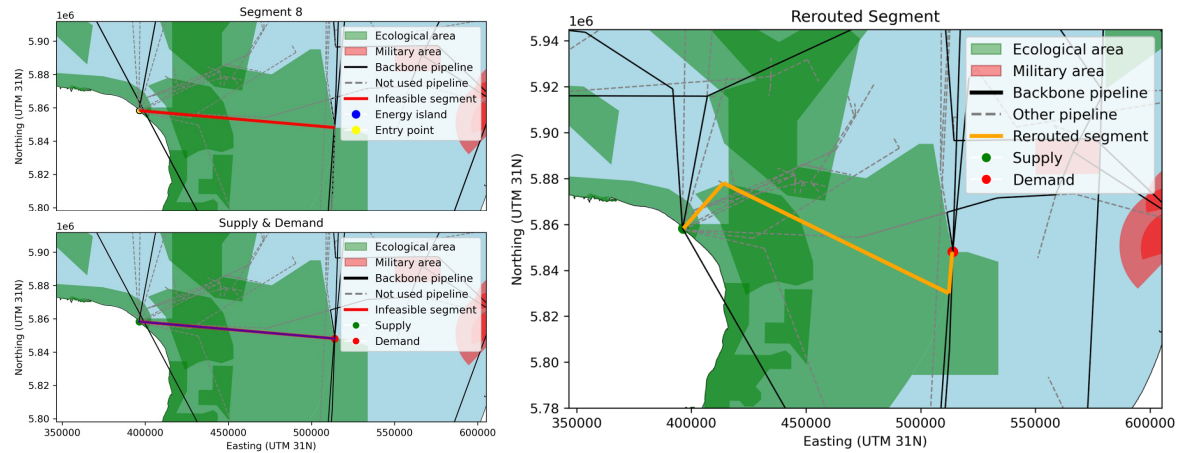 Segment 8
1e6
5.92
5.90
5.88
5.86
5.84
5.82
5.80
Northing (UTM 31N)
Ecological area
Military area
Backbone pipeline
Not used pipeline
Infeasible segment
Energy island
Entry point
Supply & Demand
1e6
5.92
5.90
5.88
5.86
5.84
5.82
5.80
Northing (UTM 31N)
Ecological area
Military area
Backbone pipeline
Not used pipeline
Infeasible segment
Supply
Demand
350000 400000 450000 500000 550000 600000
Easting (UTM 31N)
Rerouted Segment
1e6
5.94
5.92
5.90
5.88
5.86
5.84
5.82
5.80
5.78
Northing (UTM 31N)
Ecological area
Military area
Backbone pipeline
Other pipeline
Rerouted segment
Supply
Demand
350000 400000 450000 500000 550000 600000
Easting (UTM 31N)